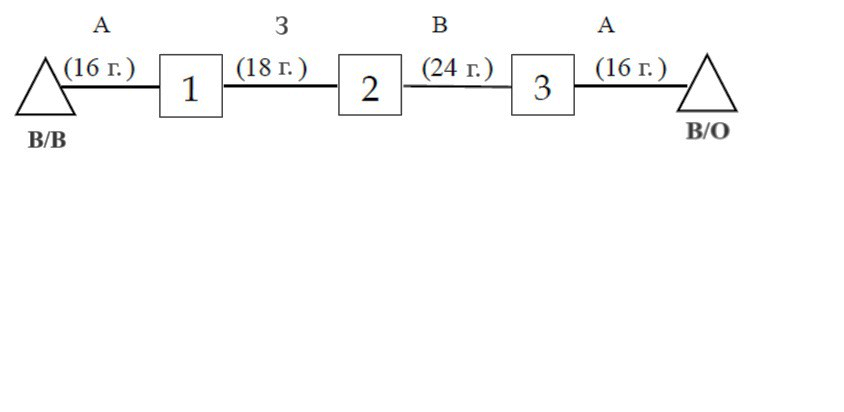 А З В А
(16 г.) 1 (18 г.) 2 (24 г.) 3 (16 г.)
В/В В/О